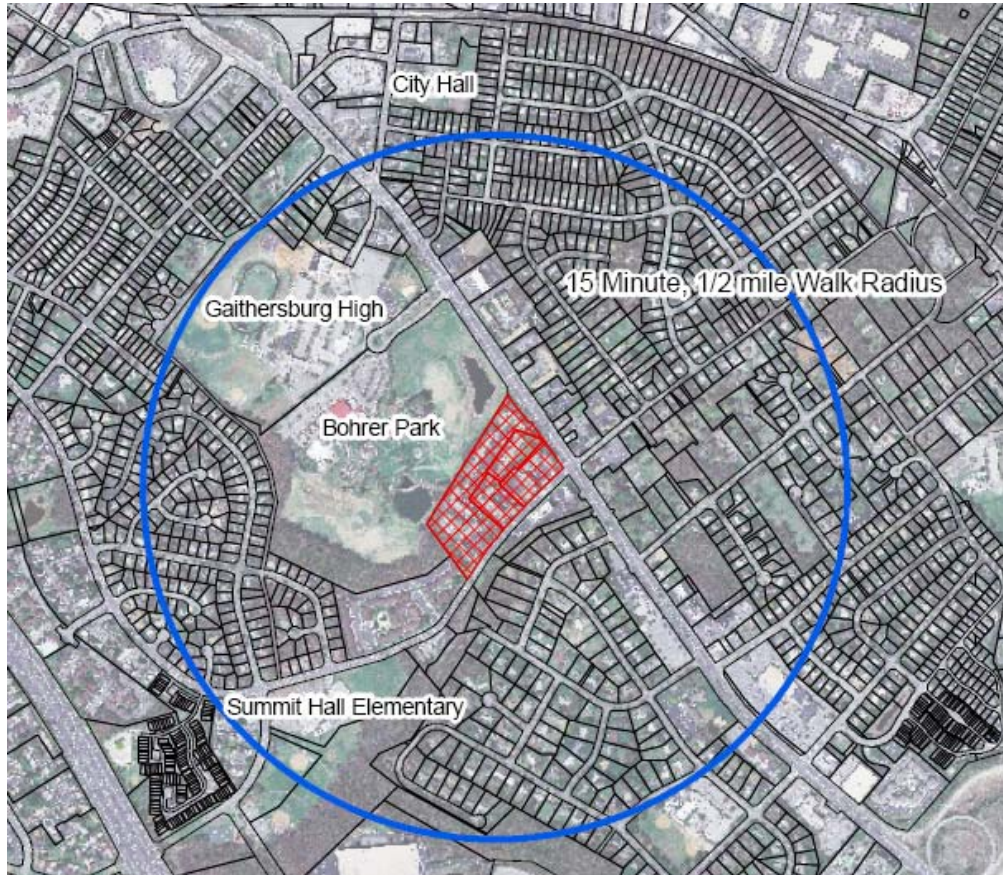 City Hall
15 Minute, 1/2 mile Walk Radius
Gaithersburg High
Bohrer Park
Summit Hall Elementary